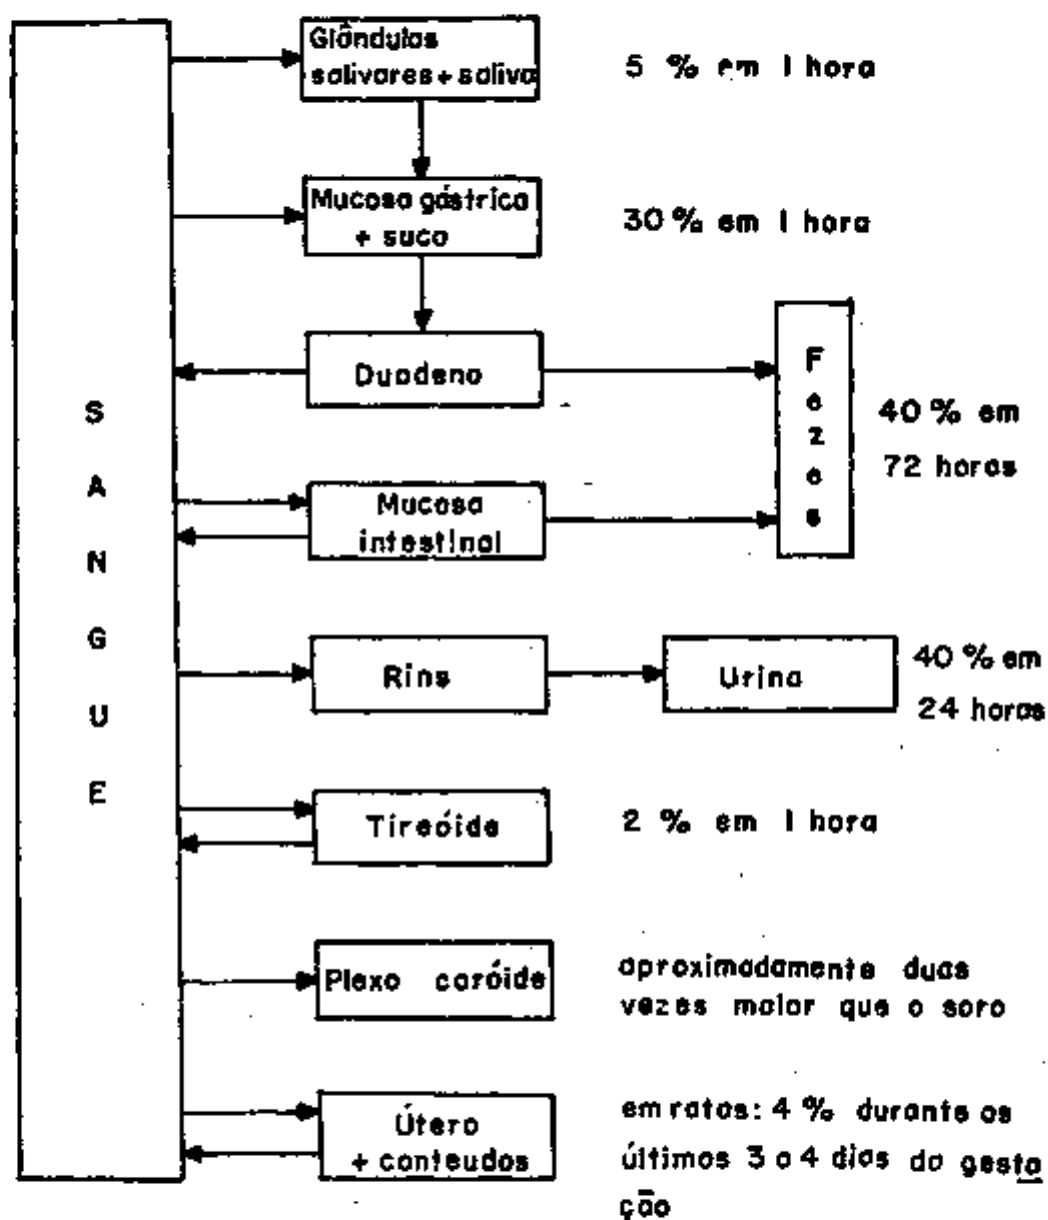 SANGUE
Glândulas
salivares + saliva
5 % em 1 hora
Mucosa gástrica
+ suco
30 % em 1 hora
Duodeno
Fezes
40 % em
72 horas
Mucosa
intestinal
Rins
Urina
40 % em
24 horas
Tireóide
2 % em 1 hora
Plexo coróide
aproximadamente duas
vezes maior que o soro
Útero
+ conteudos
em ratos: 4 % durante os
últimos 3 a 4 dias da gesta
ção